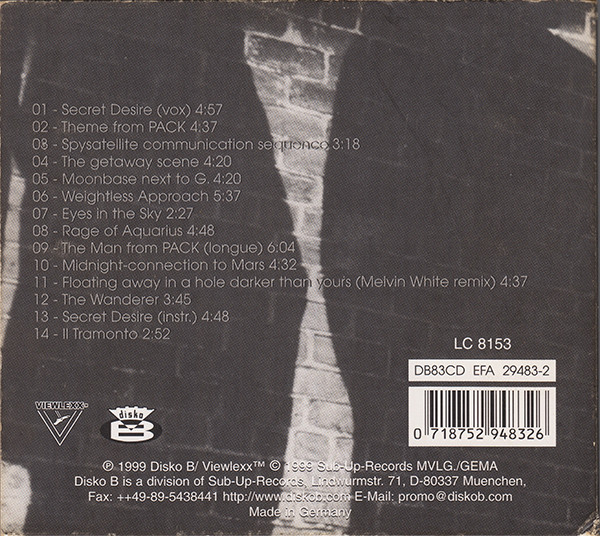 01 - Secret Desire (vox) 4:57
02 - Theme from PACK 4:37
03 - Spysatellite communication sequence 3:18
04 - The getaway scene 4:20
05 - Moonbase next to G. 4:20
06 - Weightless Approach 5:37
07 - Eyes in the Sky 2:27
08 - Rage of Aquarius 4:48
09 - The Man from PACK (longue) 6:04
10 - Midnight-connection to Mars 4:32
11 - Floating away in a hole darker than yours (Melvin White remix) 4:37
12 - The Wanderer 3:45
13 - Secret Desire (instr.) 4:48
14 - Il Tramonto 2:52
LC 8153
DB83CD EFA 29483-2
0 718752 948326
VIEWLEXX
disko
B
℗ 1999 Disko B/ Viewlexx™ © 1999 Sub-Up-Records MVLG./GEMA
Disko B is a division of Sub-Up-Records, Lindwurmstr. 71, D-80337 Muenchen,
Fax: ++49-89-5438441 http://www.diskob.com E-Mail: promo@diskob.com
Made in Germany